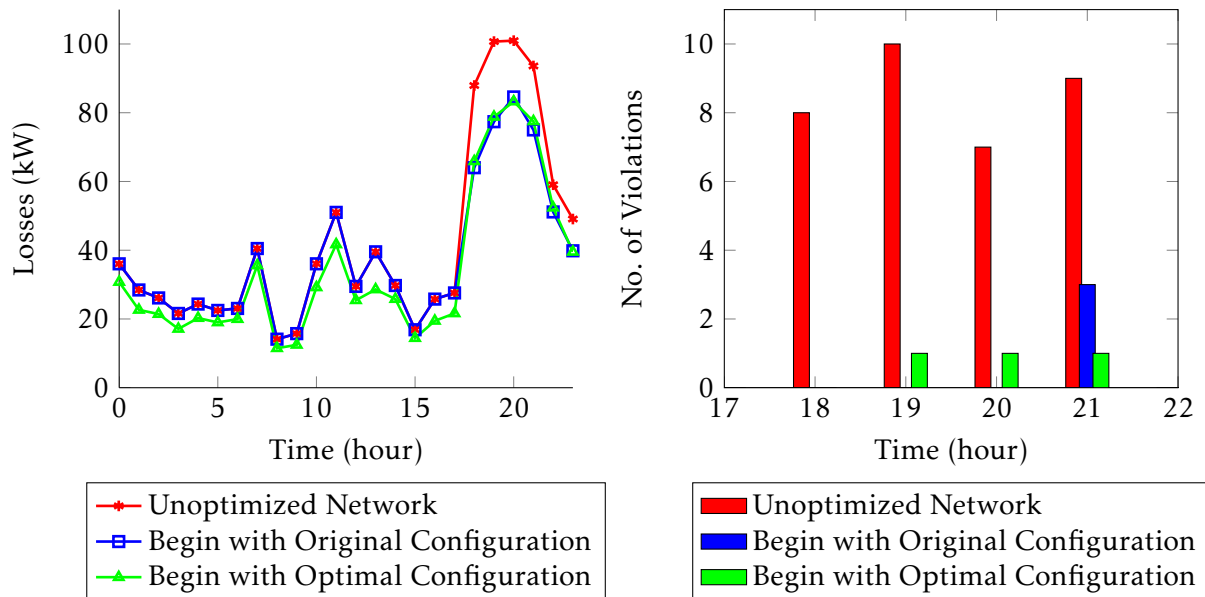 100
80
60
40
20
0
Losses (kW)
0 5 10 15 20
Time (hour)
Unoptimized Network
Begin with Original Configuration
Begin with Optimal Configuration
10
8
6
4
2
0
No. of Violations
17 18 19 20 21 22
Time (hour)
Unoptimized Network
Begin with Original Configuration
Begin with Optimal Configuration